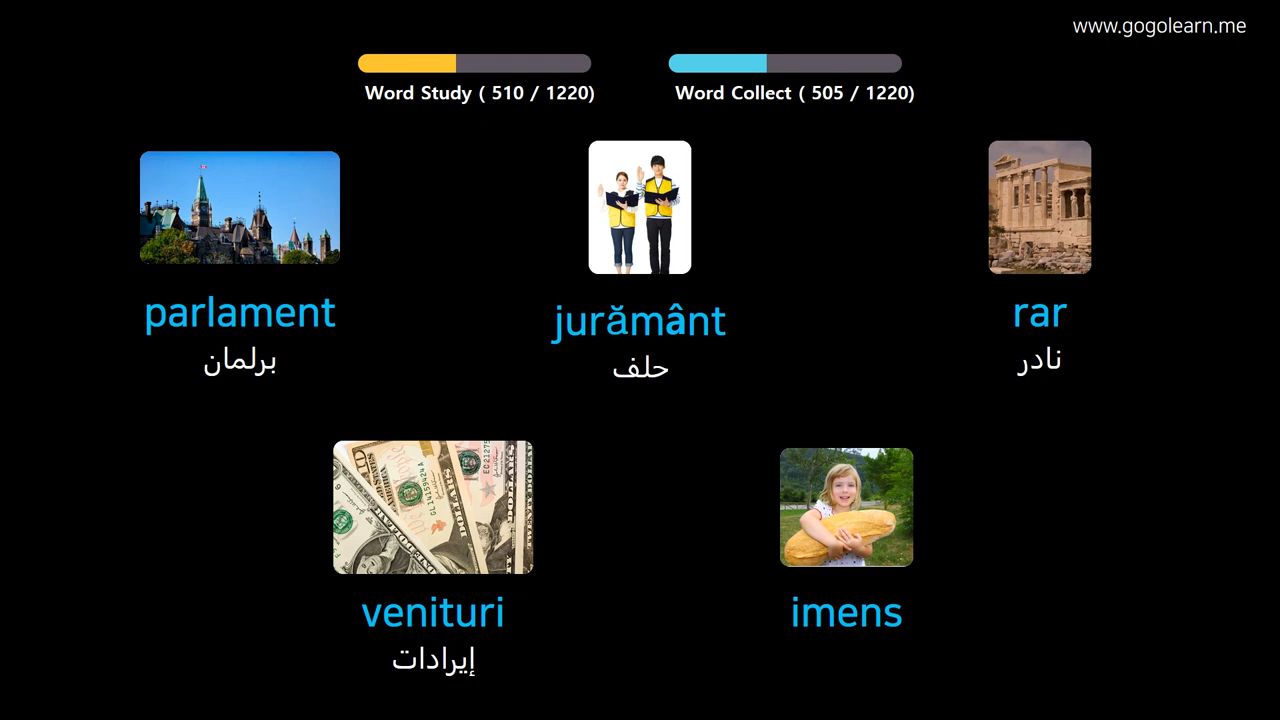 www.gogolearn.me
Word Study ( 510 / 1220)
Word Collect ( 505 / 1220)
parlament
برلمان
jurământ
حلف
rar
نادر
venituri
إيرادات
imens